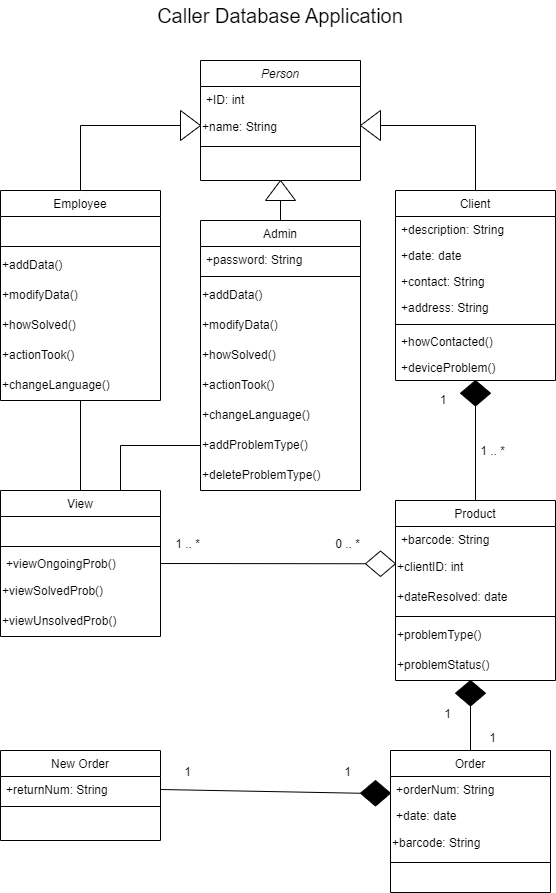 Caller Database Application
Person
+ID: int
+name: String
Employee
+addData()
+modifyData()
+howSolved()
+actionTook()
+changeLanguage()
Admin
+password: String
+addData()
+modifyData()
+howSolved()
+actionTook()
+changeLanguage()
+addProblemType()
+deleteProblemType()
Client
+description: String
+date: date
+contact: String
+address: String
+howContacted()
+deviceProblem()
1
1 .. *
View
+viewOngoingProb()
+viewSolvedProb()
+viewUnsolvedProb()
1 .. *
0 .. *
Product
+barcode: String
+clientID: int
+dateResolved: date
+problemType()
+problemStatus()
1
1
New Order
+returnNum: String
1
1
Order
+orderNum: String
+date: date
+barcode: String